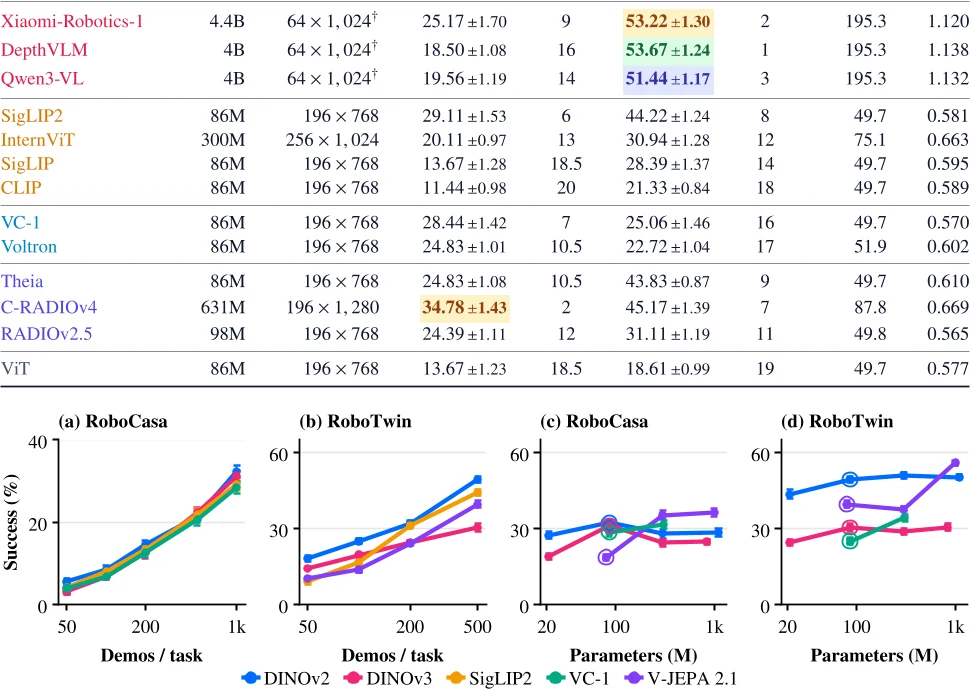 Xiaomi-Robotics-1 4.4B 64 × 1,024† 25.17 ±1.70 9 53.22 ±1.30 2 195.3 1.120
DepthVLM 4B 64 × 1,024† 18.50 ±1.08 16 53.67 ±1.24 1 195.3 1.138
Qwen3-VL 4B 64 × 1,024† 19.56 ±1.19 14 51.44 ±1.17 3 195.3 1.132
SigLIP2 86M 196 × 768 29.11 ±1.53 6 44.22 ±1.24 8 49.7 0.581
InternViT 300M 256 × 1,024 20.11 ±0.97 13 30.94 ±1.28 12 75.1 0.663
SigLIP 86M 196 × 768 13.67 ±1.28 18.5 28.39 ±1.37 14 49.7 0.595
CLIP 86M 196 × 768 11.44 ±0.98 20 21.33 ±0.84 18 49.7 0.589
VC-1 86M 196 × 768 28.44 ±1.42 7 25.06 ±1.46 16 49.7 0.570
Voltron 86M 196 × 768 24.83 ±1.01 10.5 22.72 ±1.04 17 51.9 0.602
Theia 86M 196 × 768 24.83 ±1.08 10.5 43.83 ±0.87 9 49.7 0.610
C-RADIOv4 631M 196 × 1,280 34.78 ±1.43 2 45.17 ±1.39 7 87.8 0.669
RADIOv2.5 98M 196 × 768 24.39 ±1.11 12 31.11 ±1.19 11 49.8 0.565
ViT 86M 196 × 768 13.67 ±1.23 18.5 18.61 ±0.99 19 49.7 0.577
(a) RoboCasa (b) RoboTwin (c) RoboCasa (d) RoboTwin
40 60 60 60
20 30 30 30
0 0 0 0
Success (%)
50 200 1k 50 200 500 20 100 1k 20 100 1k
Demos / task Demos / task Parameters (M) Parameters (M)
DINOv2 DINOv3 SigLIP2 VC-1 V-JEPA 2.1